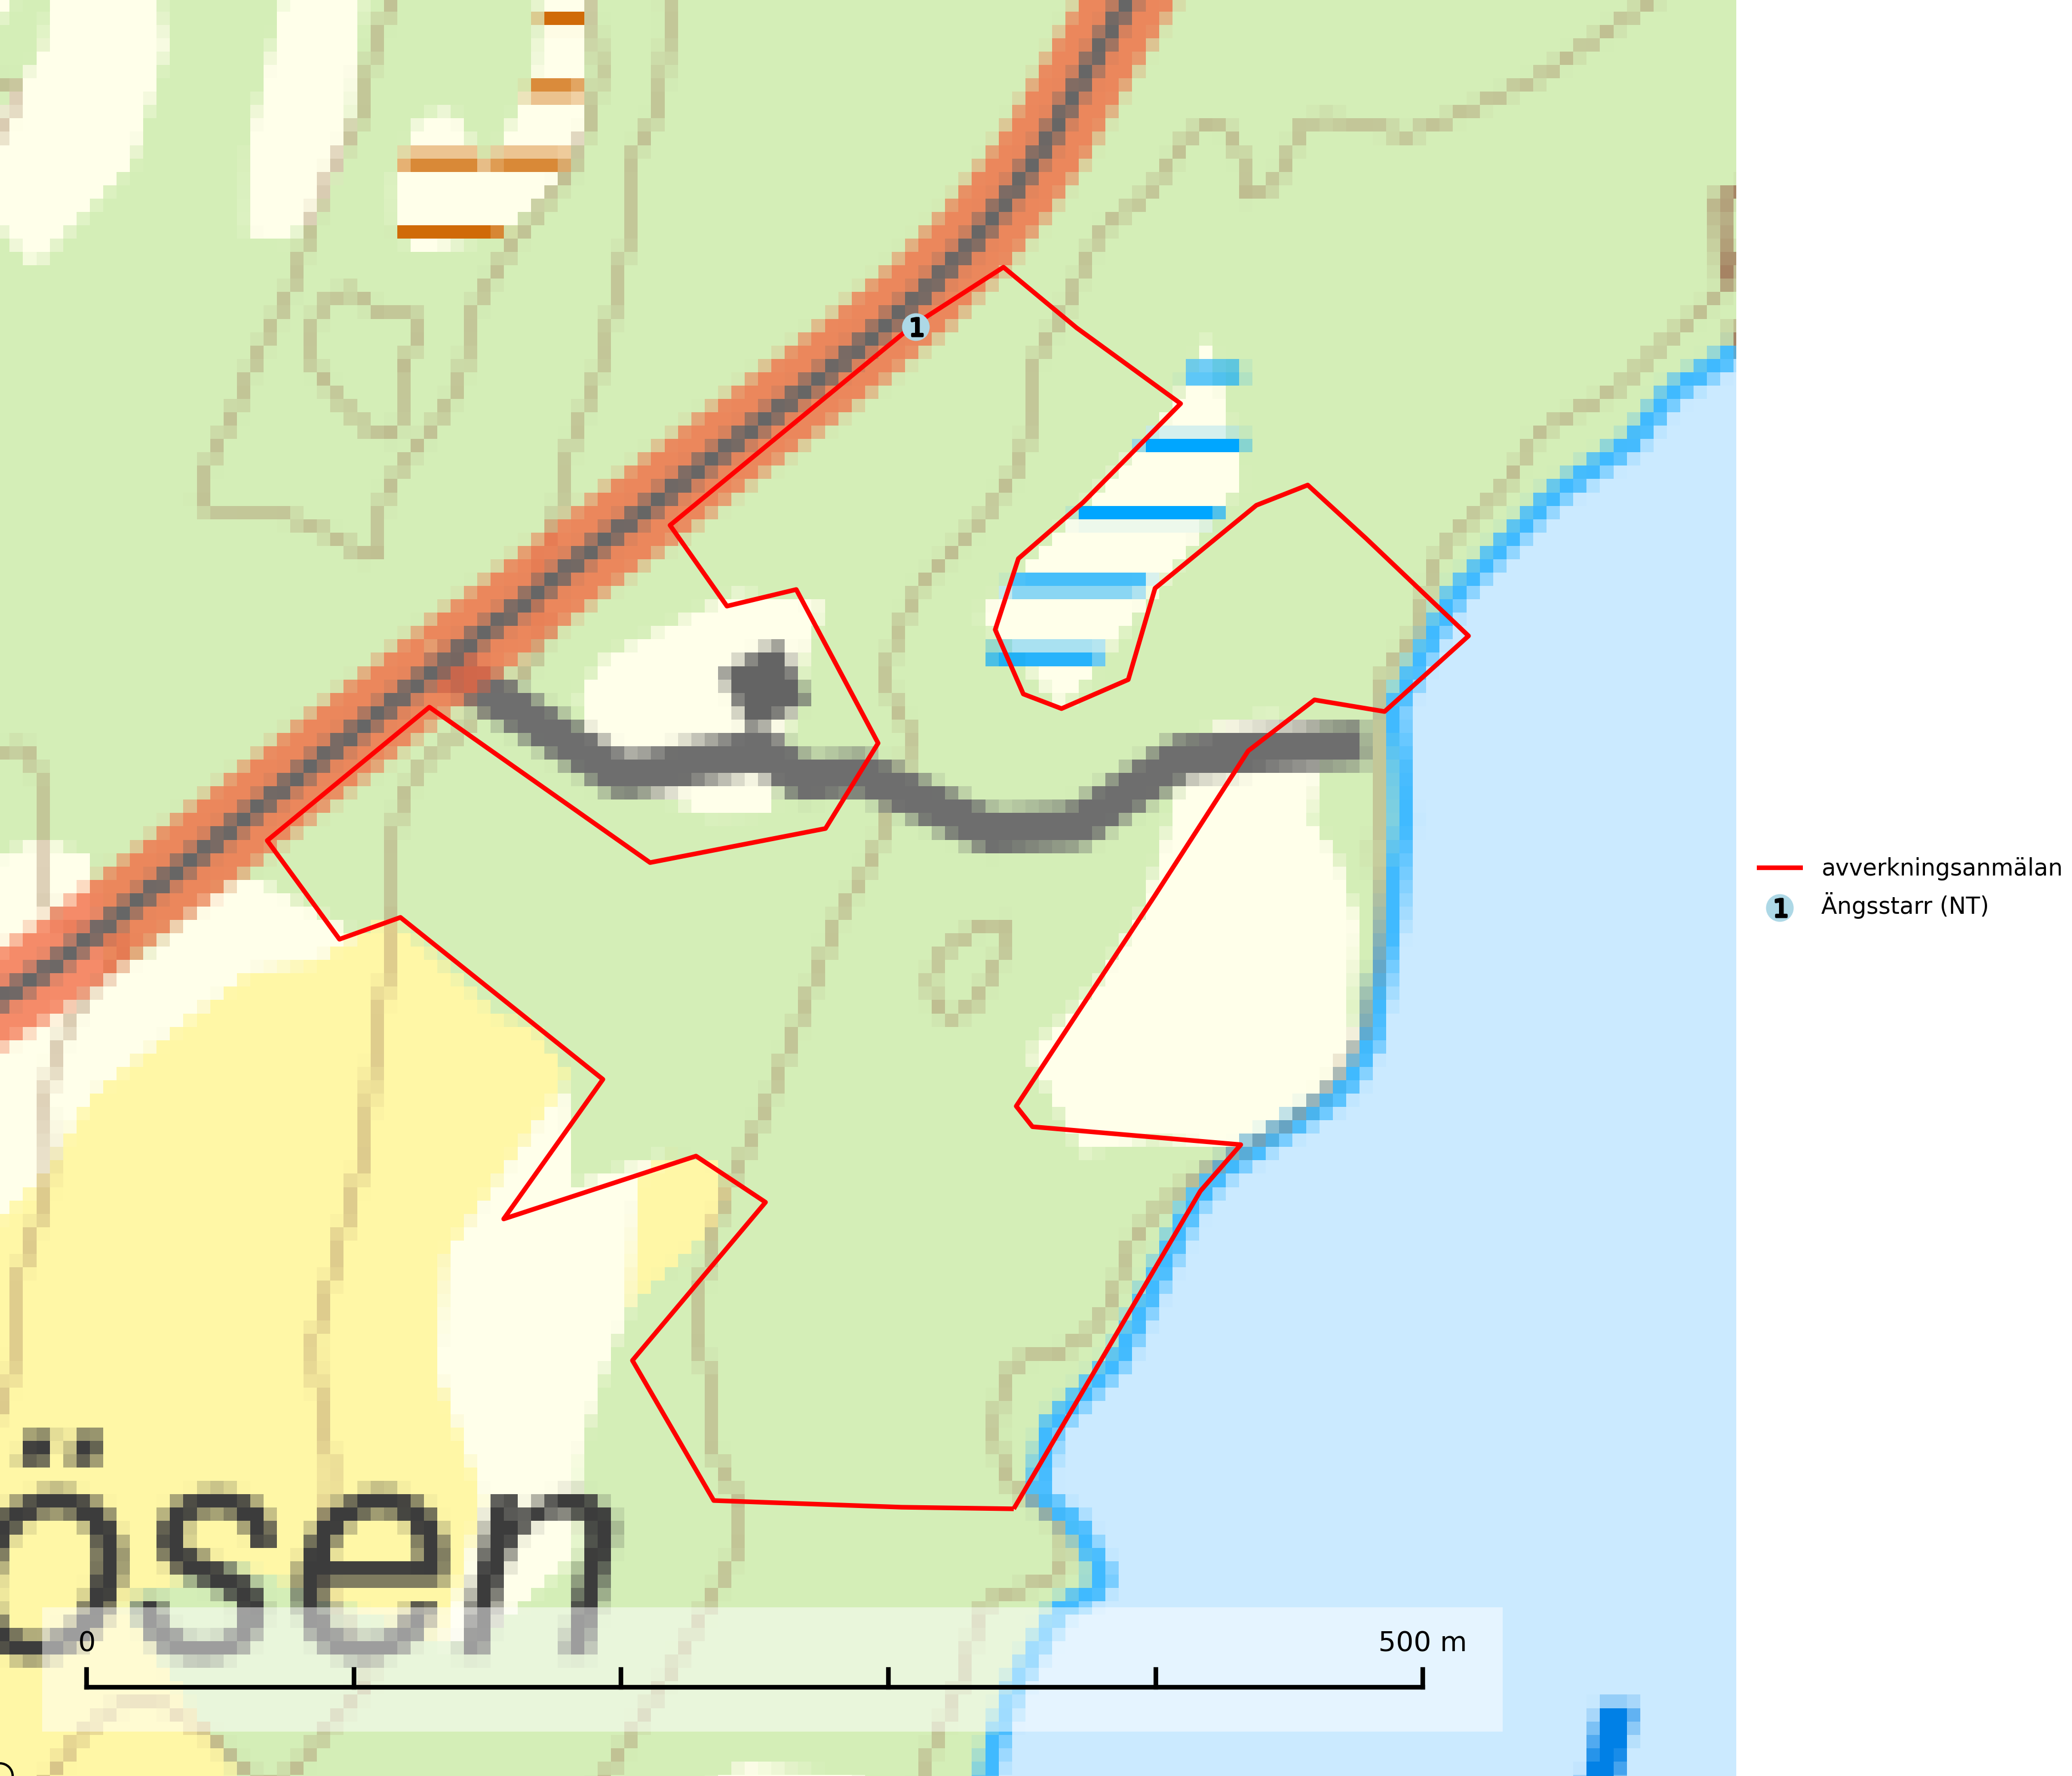 1
avverkningsanmälan
1 Ängsstarr (NT)
ösen
0 500 m